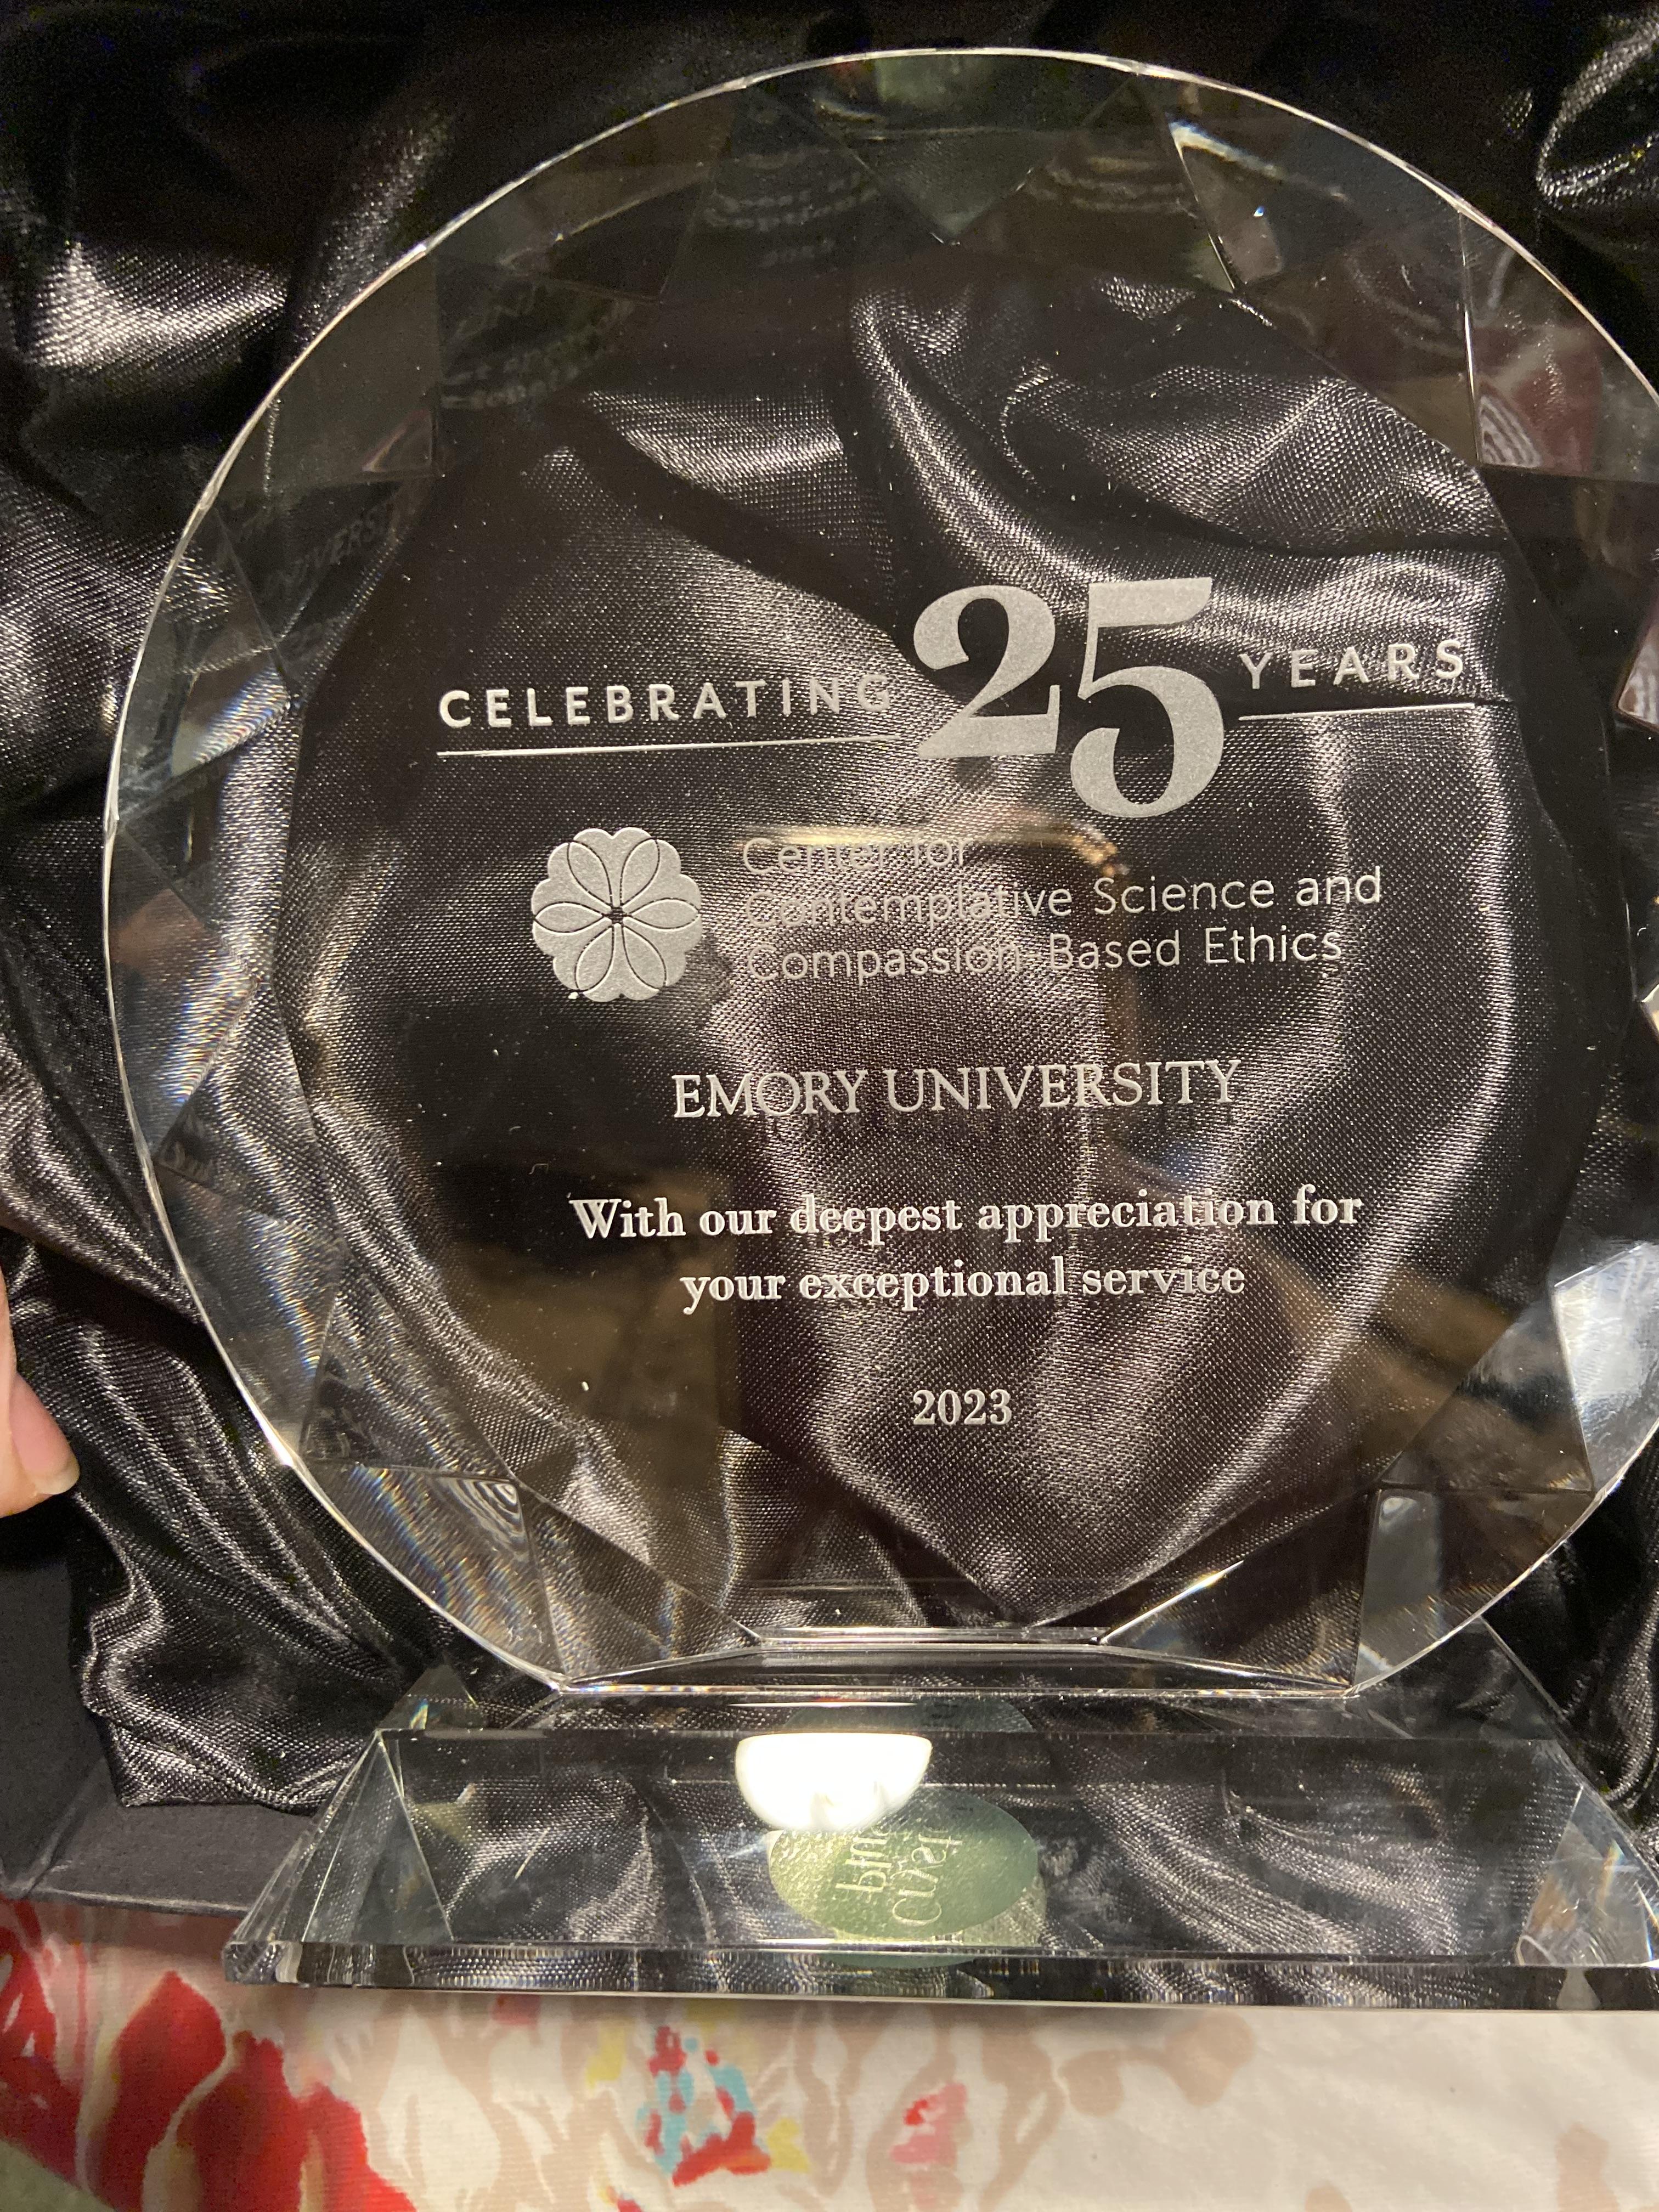 CELEBRATING 25 YEARS
Center for
Contemplative Science and
Compassion-Based Ethics
EMORY UNIVERSITY
With our deepest appreciation for
your exceptional service
2023